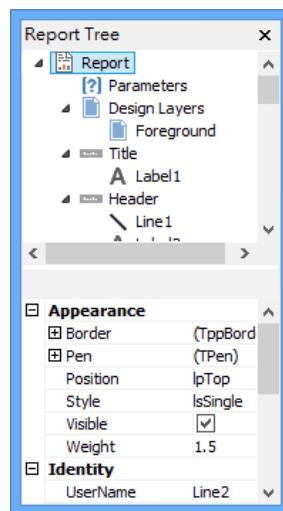 Report Tree
Report
[?] Parameters
Design Layers
Foreground
Title
A Label1
Header
Line1
Appearance
Border (TppBord
Pen (TPen)
Position lpTop
Style lsSingle
Visible
Weight 1.5
Identity
UserName Line2